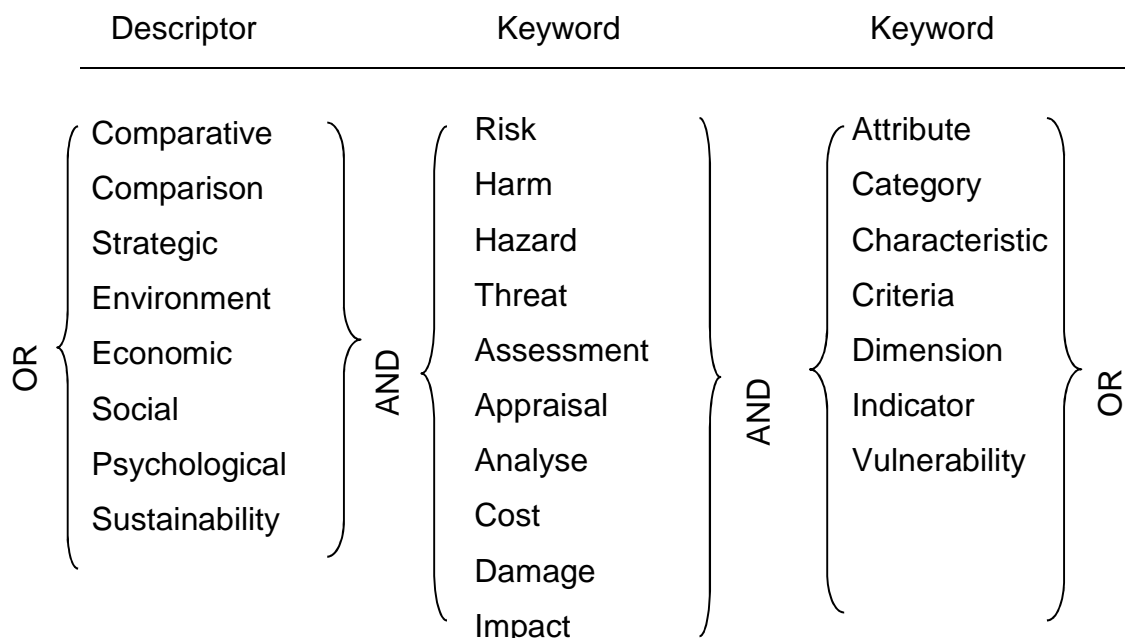 Descriptor Keyword Keyword
Comparative Risk Attribute
Comparison Harm Category
Strategic Hazard Characteristic
Environment Threat Criteria
Economic Assessment Dimension
Social Appraisal Indicator
Psychological Analyse Vulnerability
Sustainability Cost
Damage
Impact
OR
AND
AND
OR